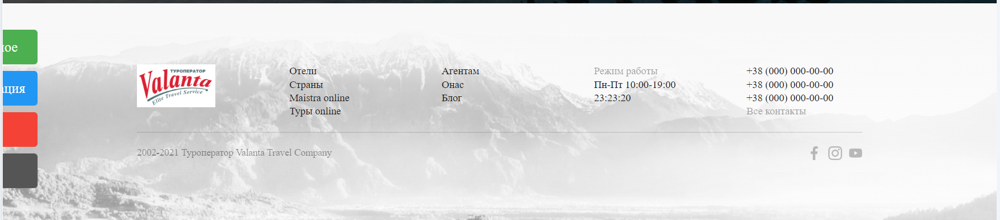 ое
ация
ТУРОПЕРАТОР
Valanta
Elite Travel Service
Отели
Страны
Maistra online
Туры online
Агентам
Онас
Блог
Режим работы
Пн-Пт 10:00-19:00
23:23:20
+38 (000) 000-00-00
+38 (000) 000-00-00
+38 (000) 000-00-00
Все контакты
2002-2021 Туроператор Valanta Travel Company